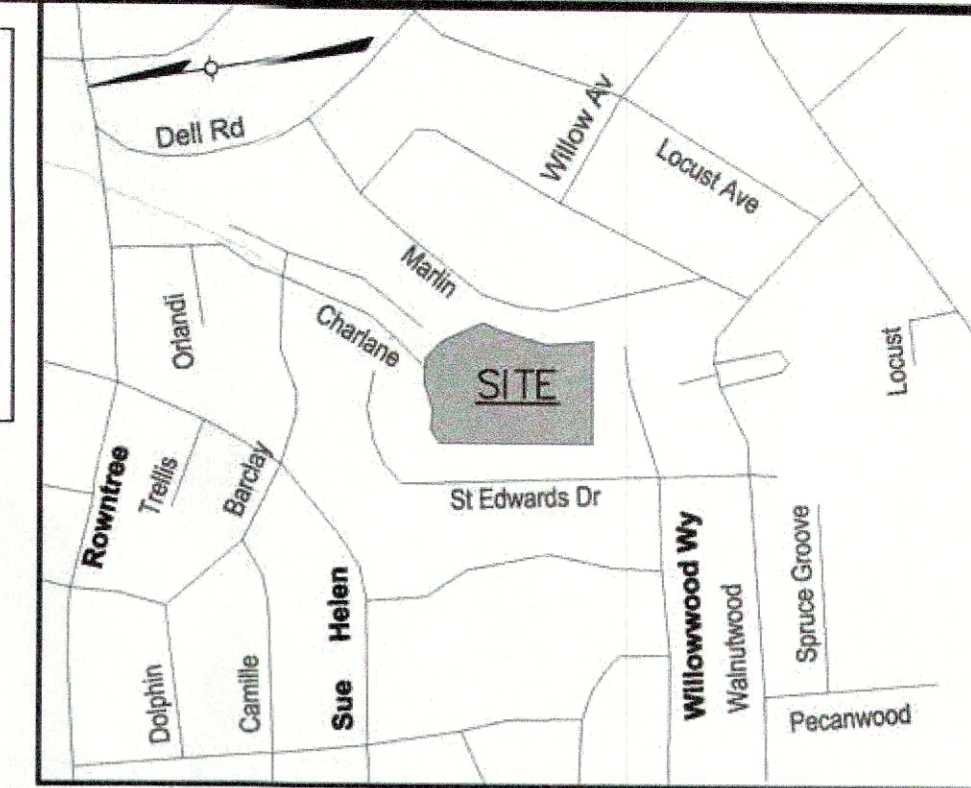 Dell Rd
Willow Av
Locust Ave
Marlin
Orlandi
Charlane
SITE
Locust
Rowntree
Trellis
Barclay
St Edwards Dr
Sue Helen
Willowwood Wy
Walnutwood
Spruce Groove
Dolphin
Camille
Pecanwood